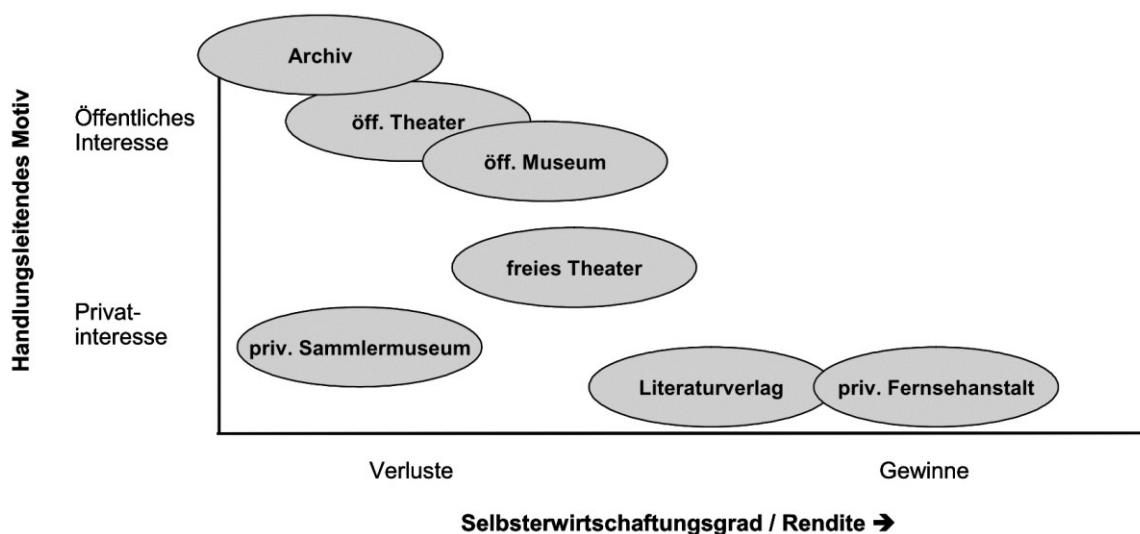 Handlungsleitendes Motiv
Archiv
Öffentliches
Interesse
öff. Theater
öff. Museum
freies Theater
Privat-
interesse
priv. Sammlermuseum
Literaturverlag
priv. Fernsehanstalt
Verluste
Gewinne
Selbsterwirtschaftungsgrad / Rendite ➔